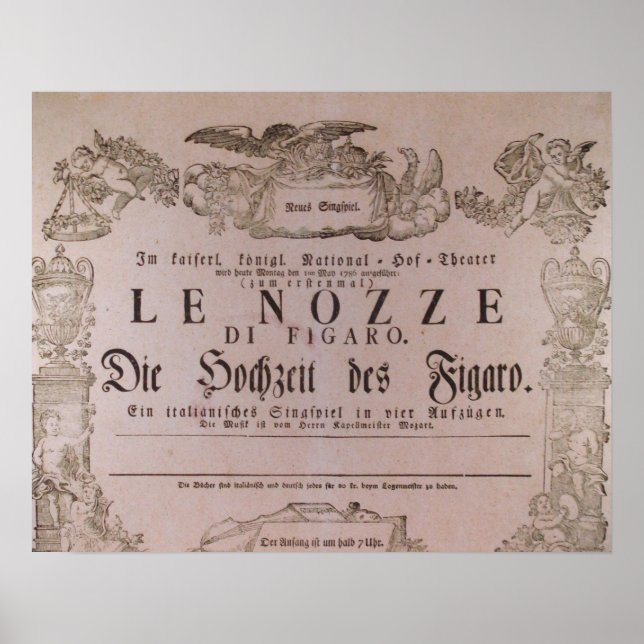 Neues Singspiel.
Im kaiserl. königl. National-Hof-Theater
wird heute Montag den 1ten May 1786 aufgeführt:
(zum erstenmal)
LE NOZZE
DI FIGARO.
Die Hochzeit des Figaro.
Ein italiänisches Singspiel in vier Aufzügen.
Die Musik ist vom Herrn Kapellmeister Mozart.
Die Bücher sind italiänisch und deutsch jedes für 20 kr. beym Logenmeister zu haben.
Der Anfang ist um halb 7 Uhr.